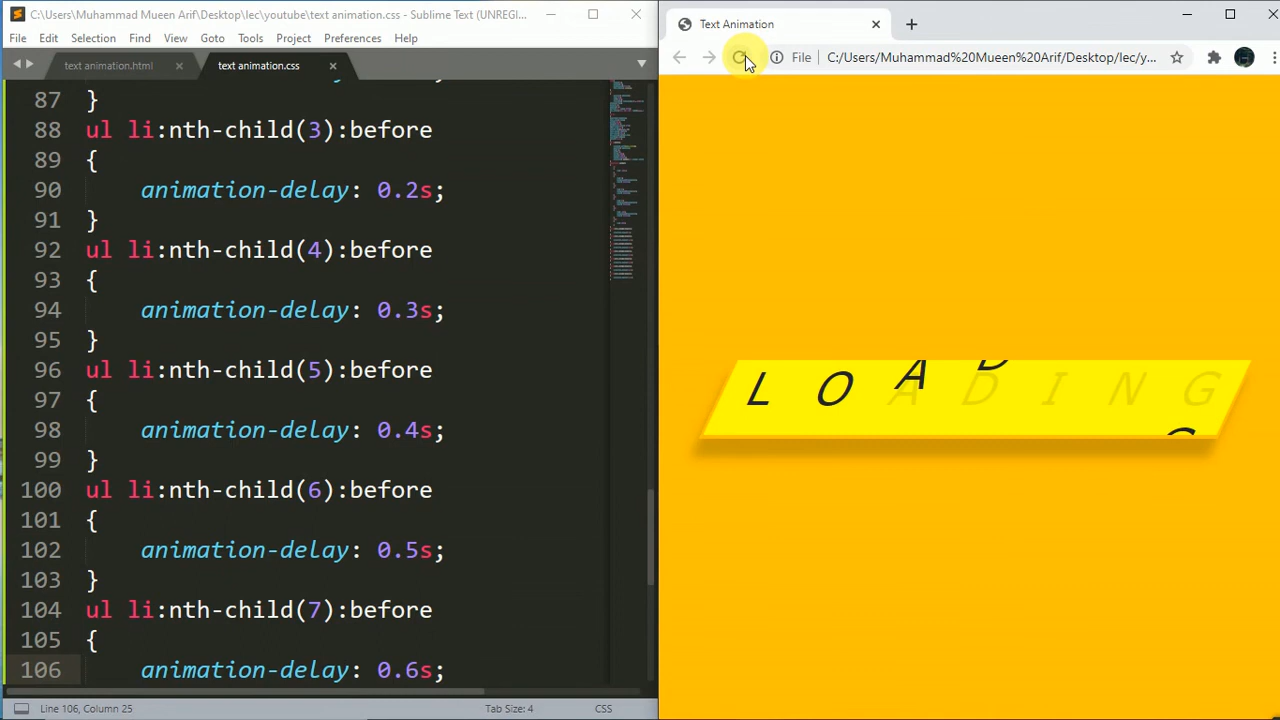 C:\Users\Muhammad Mueen Arif\Desktop\lec\youtube\text animation.css - Sublime Text (UNREGI...
File Edit Selection Find View Goto Tools Project Preferences Help
text animation.html
text animation.css
87 }
88 ul li:nth-child(3):before
89 {
90 animation-delay: 0.2s;
91 }
92 ul li:nth-child(4):before
93 {
94 animation-delay: 0.3s;
95 }
96 ul li:nth-child(5):before
97 {
98 animation-delay: 0.4s;
99 }
100 ul li:nth-child(6):before
101 {
102 animation-delay: 0.5s;
103 }
104 ul li:nth-child(7):before
105 {
106 animation-delay: 0.6s;
Line 106, Column 25
Tab Size: 4
CSS
Text Animation
File
C:/Users/Muhammad%20Mueen%20Arif/Desktop/lec/y...
LOADING